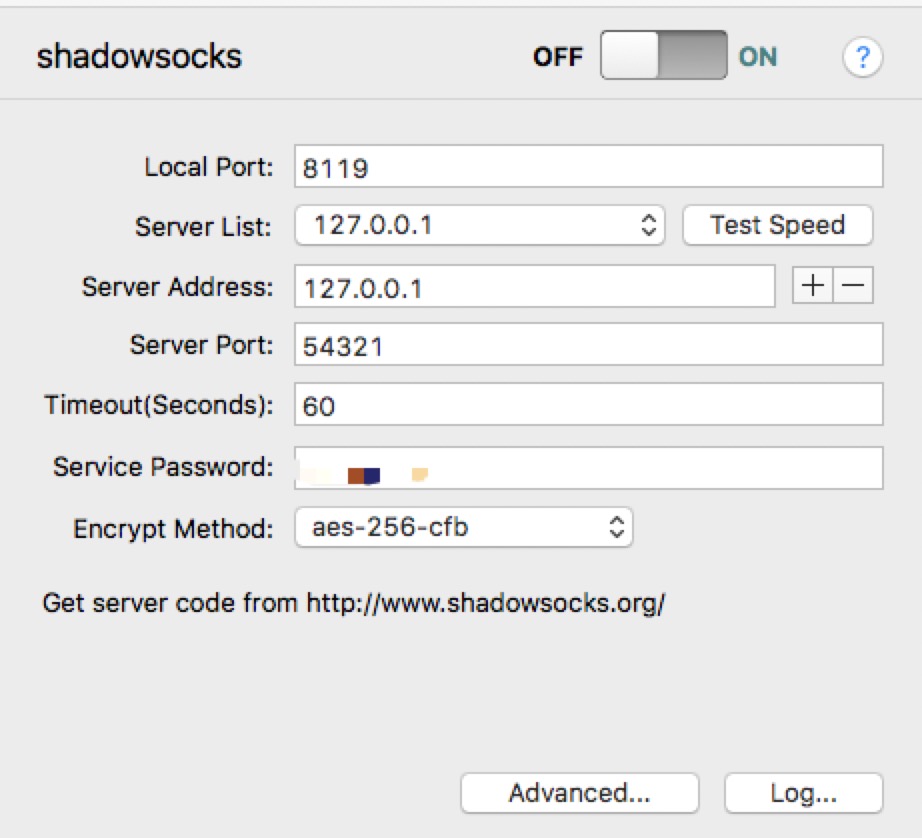 shadowsocks OFF ON ?
Local Port: 8119
Server List: 127.0.0.1 Test Speed
Server Address: 127.0.0.1 + −
Server Port: 54321
Timeout(Seconds): 60
Service Password:
Encrypt Method: aes-256-cfb
Get server code from http://www.shadowsocks.org/
Advanced... Log...